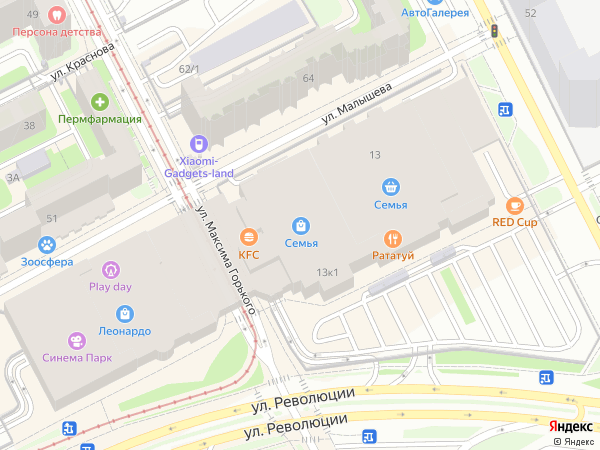 49
Персона детства
АвтоГалерея
52
ул. Краснова
62/1
64
ул. Малышева
Пермфармация
38
Xiaomi-
Gadgets-land
13
3А
Семья
51
ул. Максима Горького
RED Cup
Зоосфера
KFC
Семья
Рататуй
13к1
Play day
Леонардо
Синема Парк
ул. Революции
ул. Революции
Яндекс
© Яндекс